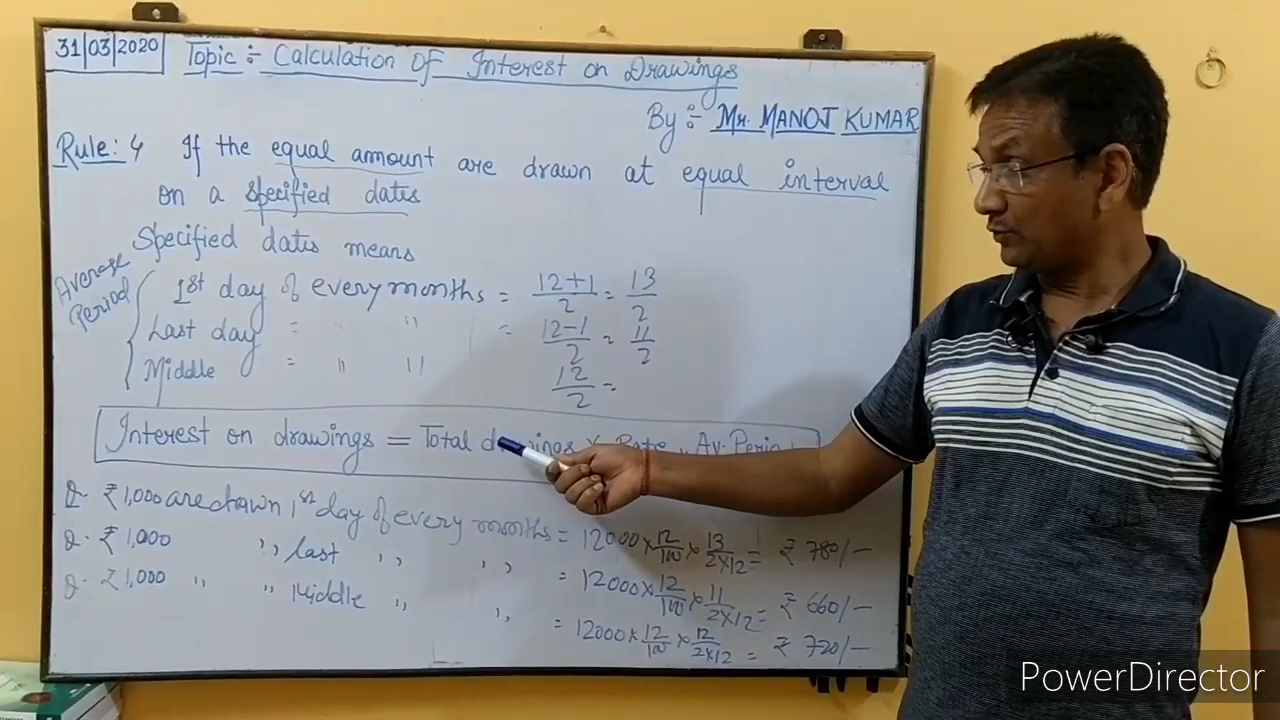 31/03/2020 Topic :- Calculation of Interest on Drawings
By :- Mr. MANOJ KUMAR
Rule: 4 If the equal amount are drawn at equal interval
on a specified dates
Specified dates means
Average Period
1st day of every months = 12+1/2 = 13/2
Last day = " " = 12-1/2 = 11/2
Middle = " " 12/2 =
Interest on drawings = Total drawings × Rate × Av. Period
Q- ₹1,000 are drawn 1st day of every months = 12000 × 12/100 × 13/2×12 = ₹ 780/-
Q- ₹1,000 ,, last ,, ,, = 12000 × 12/100 × 11/2×12 = ₹ 660/-
Q- ₹1,000 ,, ,, Middle ,, ,, = 12000 × 12/100 × 12/2×12 = ₹ 720/-
PowerDirector